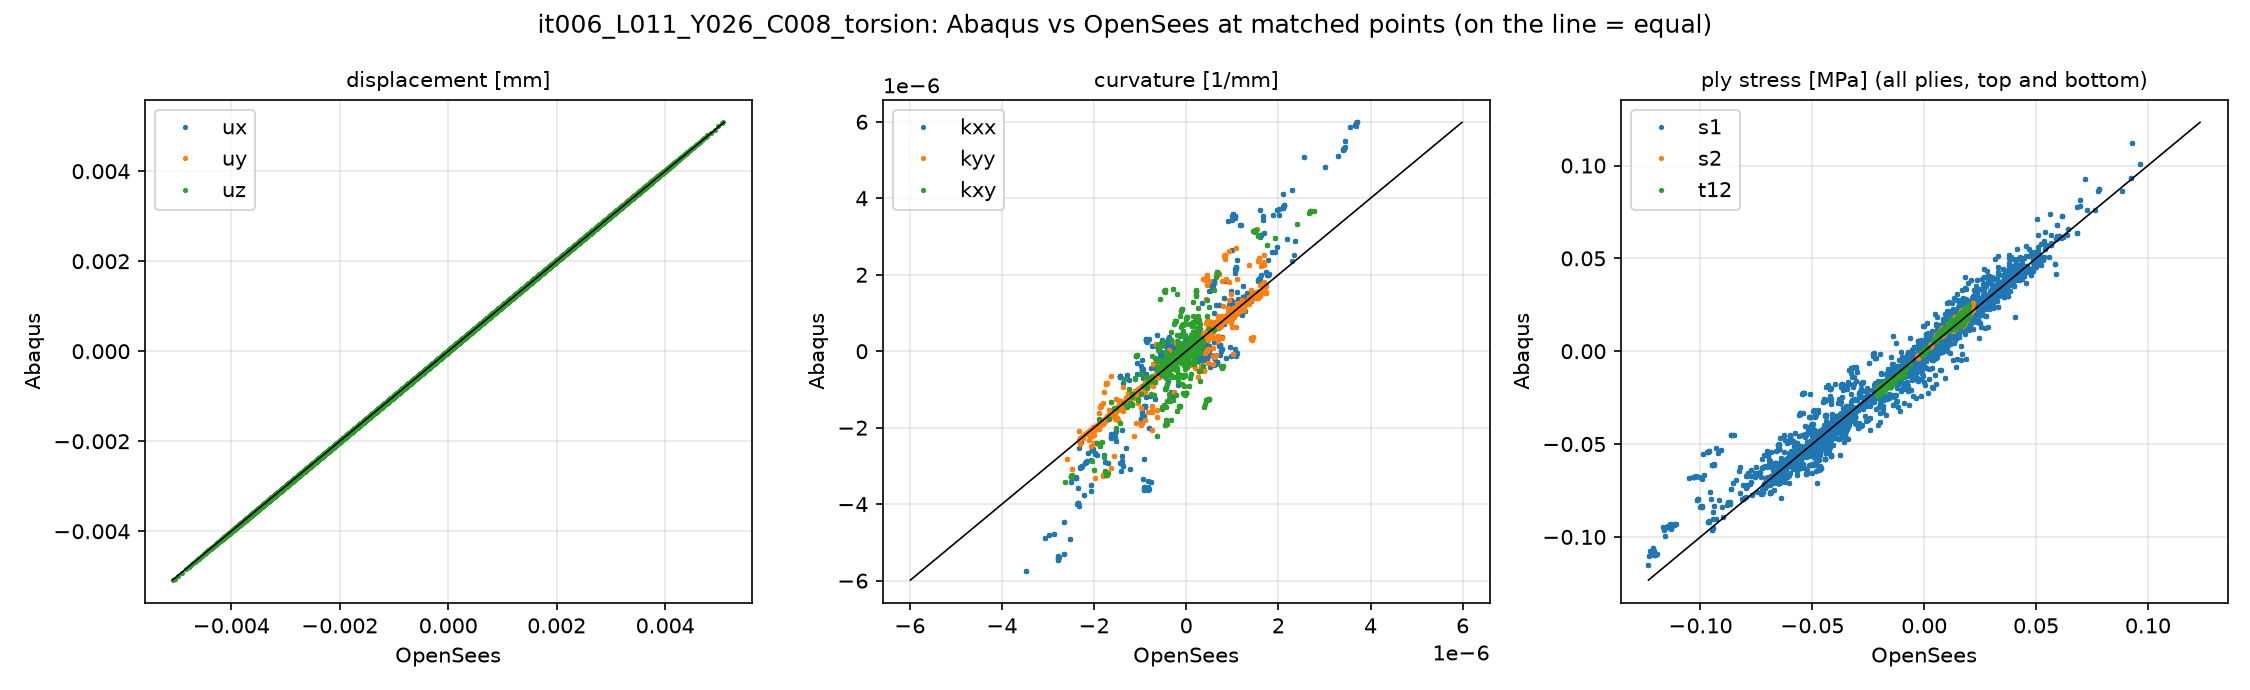 it006_L011_Y026_C008_torsion: Abaqus vs OpenSees at matched points (on the line = equal)
displacement [mm]
ux
uy
uz
0.004
0.002
0.000
−0.002
−0.004
−0.004 −0.002 0.000 0.002 0.004
OpenSees
Abaqus
curvature [1/mm]
1e−6
kxx
kyy
kxy
6
4
2
0
−2
−4
−6
−6 −4 −2 0 2 4 6
1e−6
OpenSees
Abaqus
ply stress [MPa] (all plies, top and bottom)
s1
s2
t12
0.10
0.05
0.00
−0.05
−0.10
−0.10 −0.05 0.00 0.05 0.10
OpenSees
Abaqus